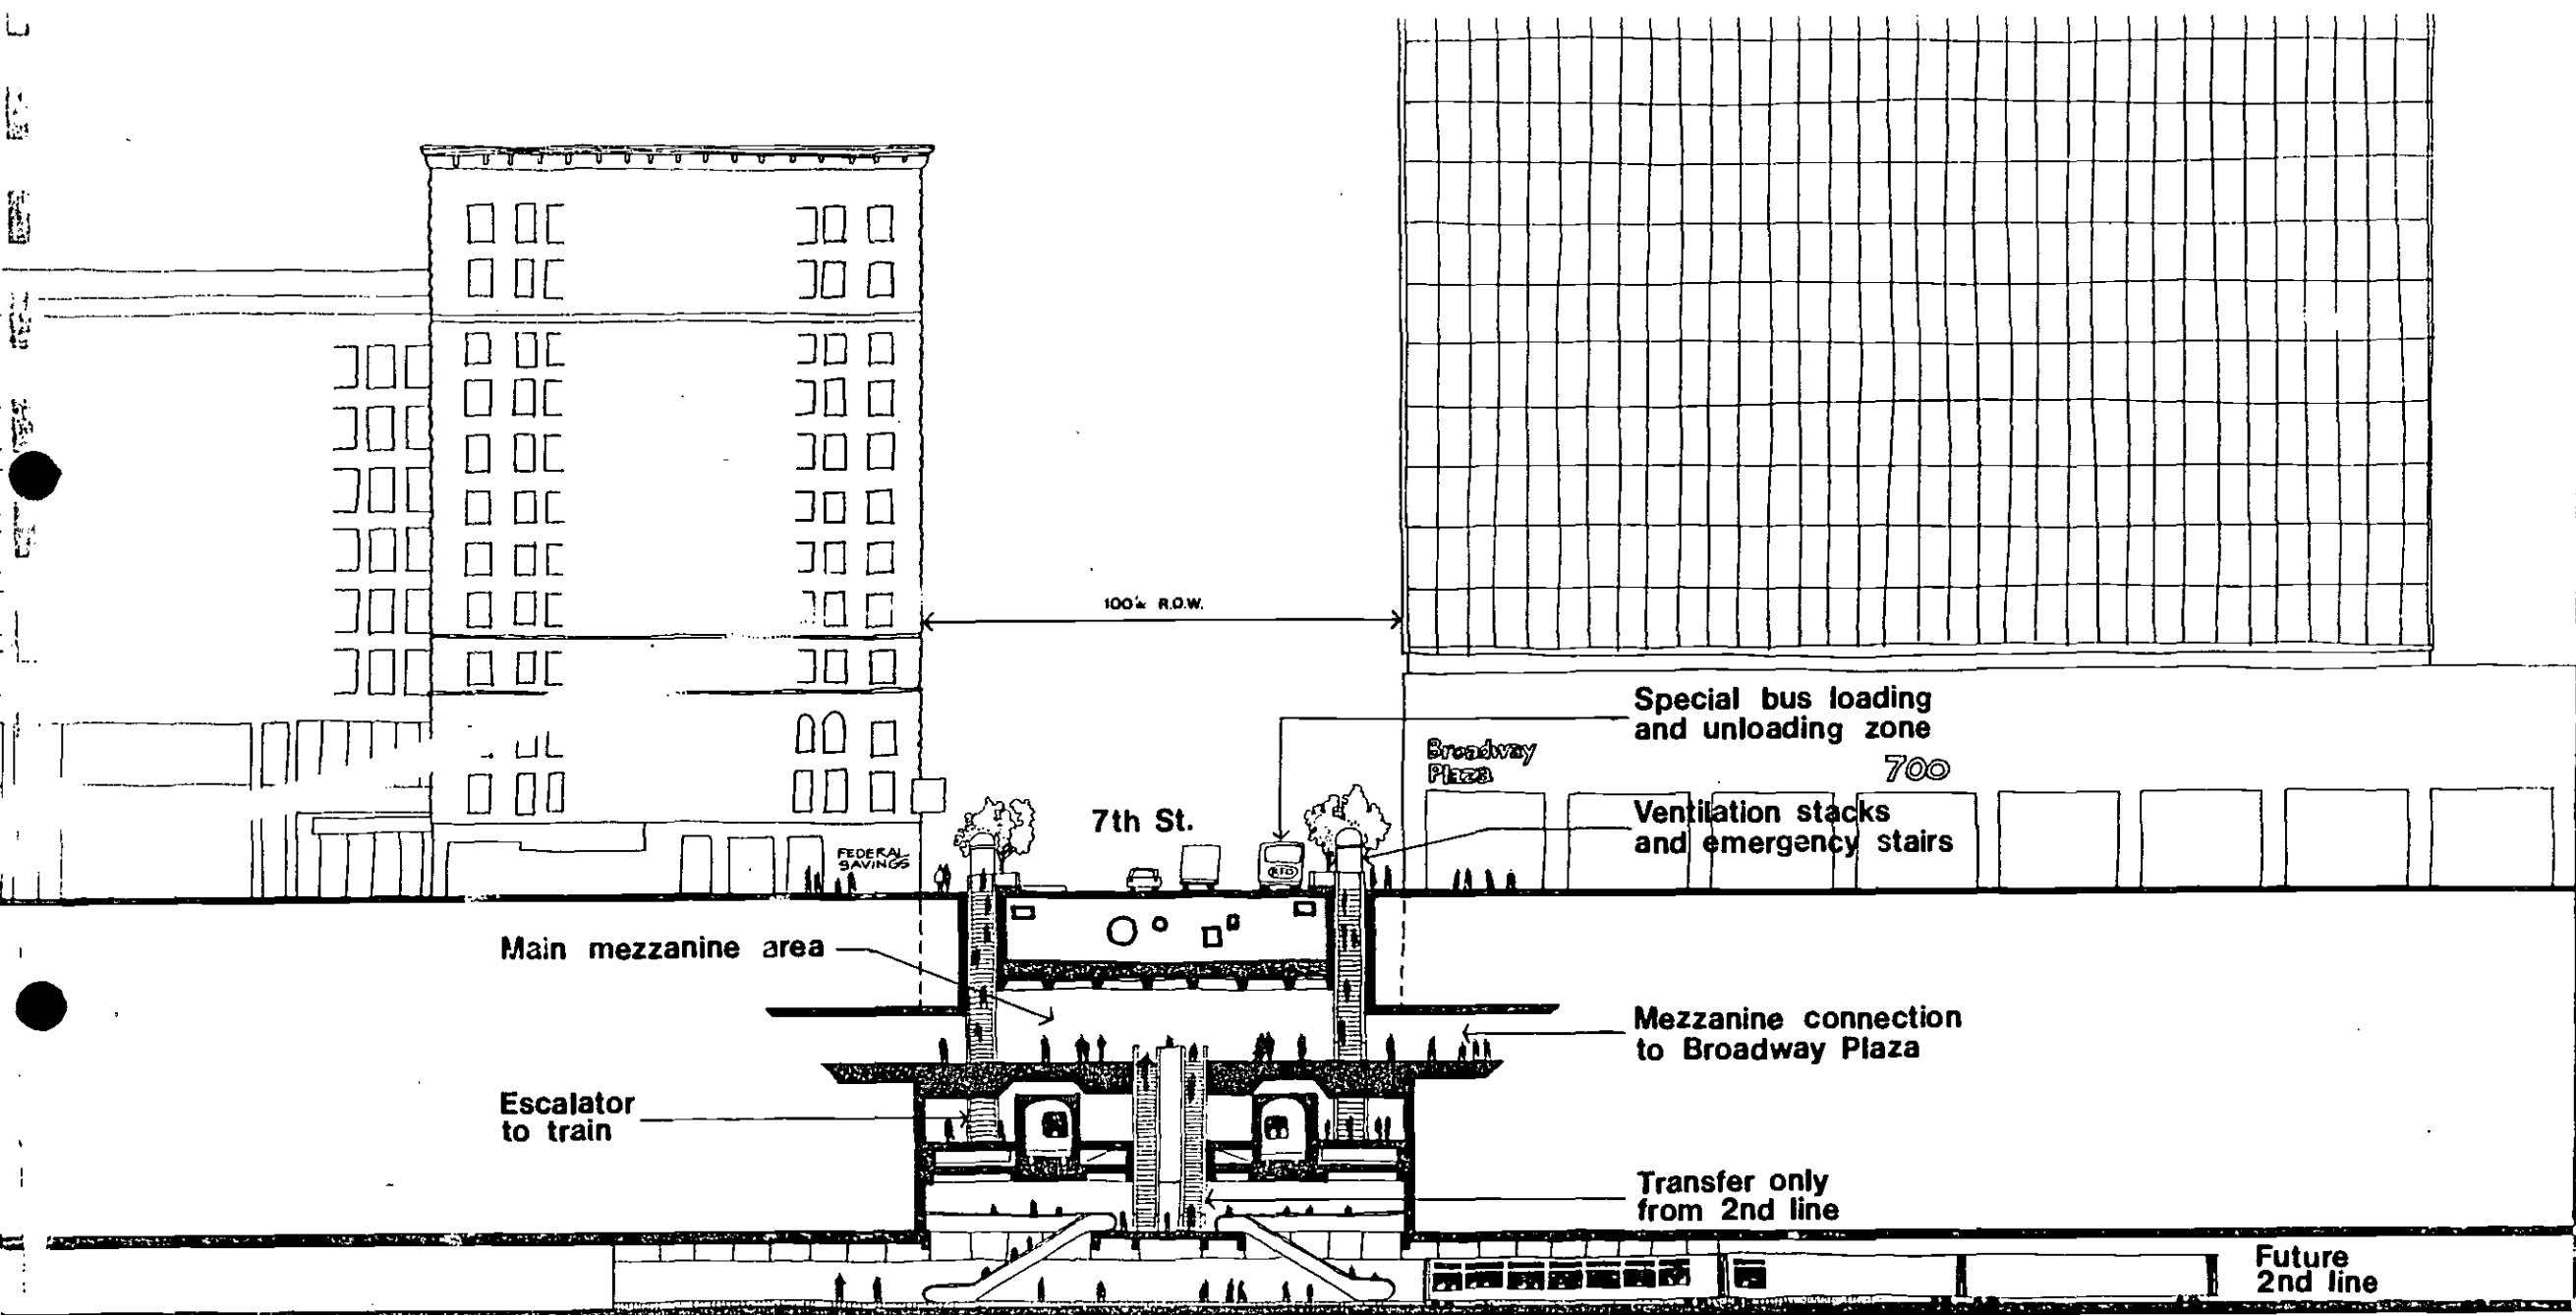 100'± R.O.W.
Special bus loading
and unloading zone
Broadway
Plaza
700
7th St.
Ventilation stacks
and emergency stairs
FEDERAL
SAVINGS
RTD
Main mezzanine area
Mezzanine connection
to Broadway Plaza
Escalator
to train
Transfer only
from 2nd line
Future
2nd line